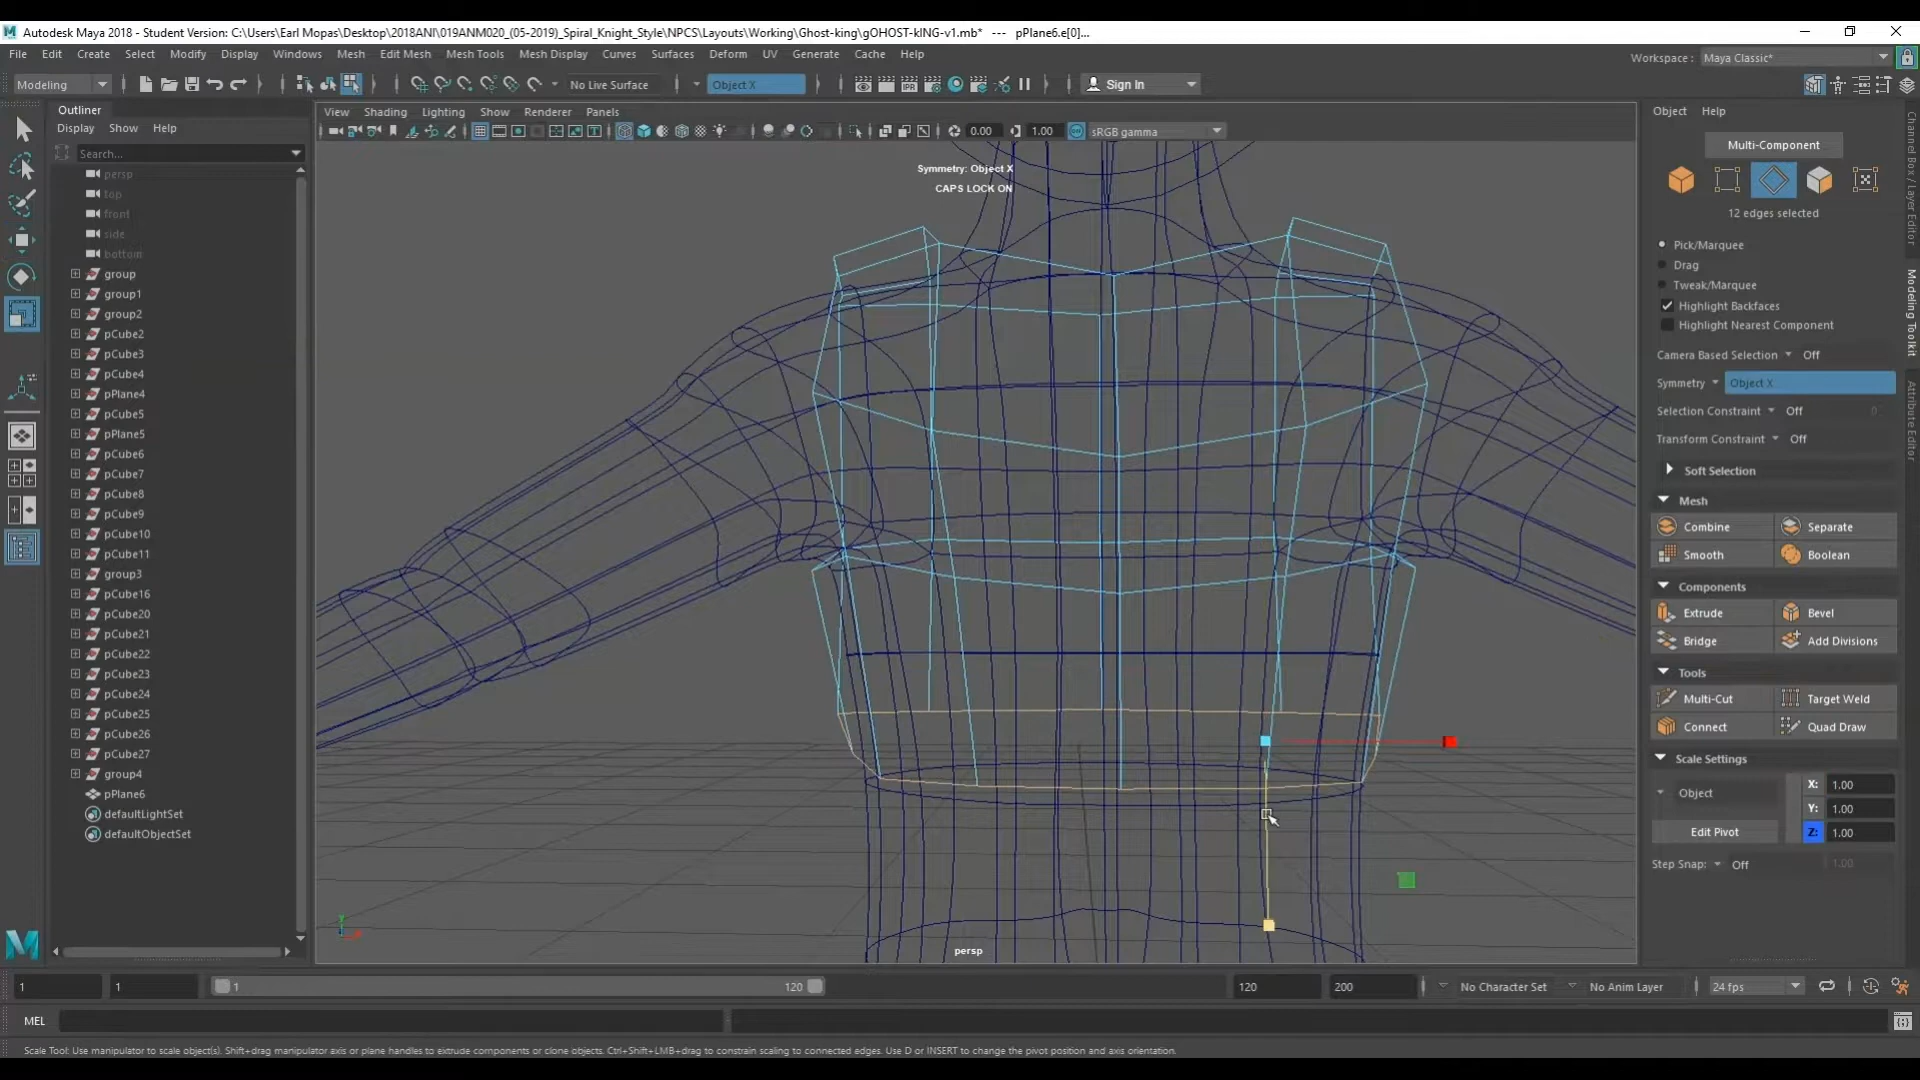 Autodesk Maya 2018 - Student Version: C:\Users\Earl Mopas\Desktop\2018ANI\019ANM020_(05-2019)_Spiral_Knight_Style\NPCS\Layouts\Working\Ghost-king\gOHOST-kING-v1.mb* --- pPlane6.e[0]...
File Edit Create Select Modify Display Windows Mesh Edit Mesh Mesh Tools Mesh Display Curves Surfaces Deform UV Generate Cache Help
Workspace : Maya Classic*
Modeling
No Live Surface
Object X
IPR
Sign In
Outliner
Display Show Help
Search...
persp
top
front
side
bottom
group
group1
group2
pCube2
pCube3
pCube4
pPlane4
pCube5
pPlane5
pCube6
pCube7
pCube8
pCube9
pCube10
pCube11
group3
pCube16
pCube20
pCube21
pCube22
pCube23
pCube24
pCube25
pCube26
pCube27
group4
pPlane6
defaultLightSet
defaultObjectSet
View Shading Lighting Show Renderer Panels
0.00
1.00
sRGB gamma
Symmetry: Object X
CAPS LOCK ON
persp
Object Help
Multi-Component
12 edges selected
Pick/Marquee
Drag
Tweak/Marquee
Highlight Backfaces
Highlight Nearest Component
Camera Based Selection Off
Symmetry Object X
Selection Constraint Off 0
Transform Constraint Off
Soft Selection
Mesh
Combine Separate
Smooth Boolean
Components
Extrude Bevel
Bridge Add Divisions
Tools
Multi-Cut Target Weld
Connect Quad Draw
Scale Settings
Object
X: 1.00
Y: 1.00
Edit Pivot
Z: 1.00
Step Snap: Off 1.00
Channel Box / Layer Editor
Modeling Toolkit
Attribute Editor
1
1
1
120
120
200
No Character Set
No Anim Layer
24 fps
MEL
Scale Tool: Use manipulator to scale object(s). Shift+drag manipulator axis or plane handles to extrude components or clone objects. Ctrl+Shift+LMB+drag to constrain scaling to connected edges. Use D or INSERT to change the pivot position and axis orientation.